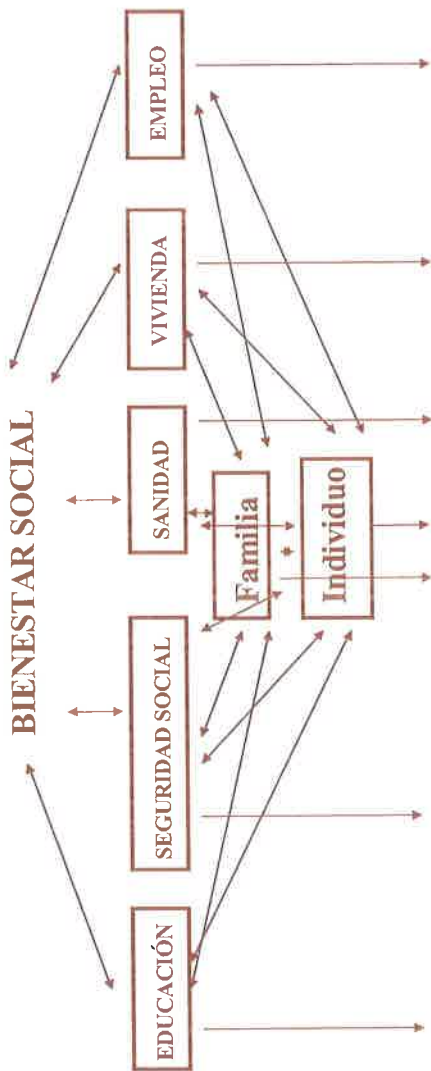 BIENESTAR SOCIAL
EDUCACIÓN
SEGURIDAD SOCIAL
SANIDAD
VIVIENDA
EMPLEO
Familia
*
Individuo